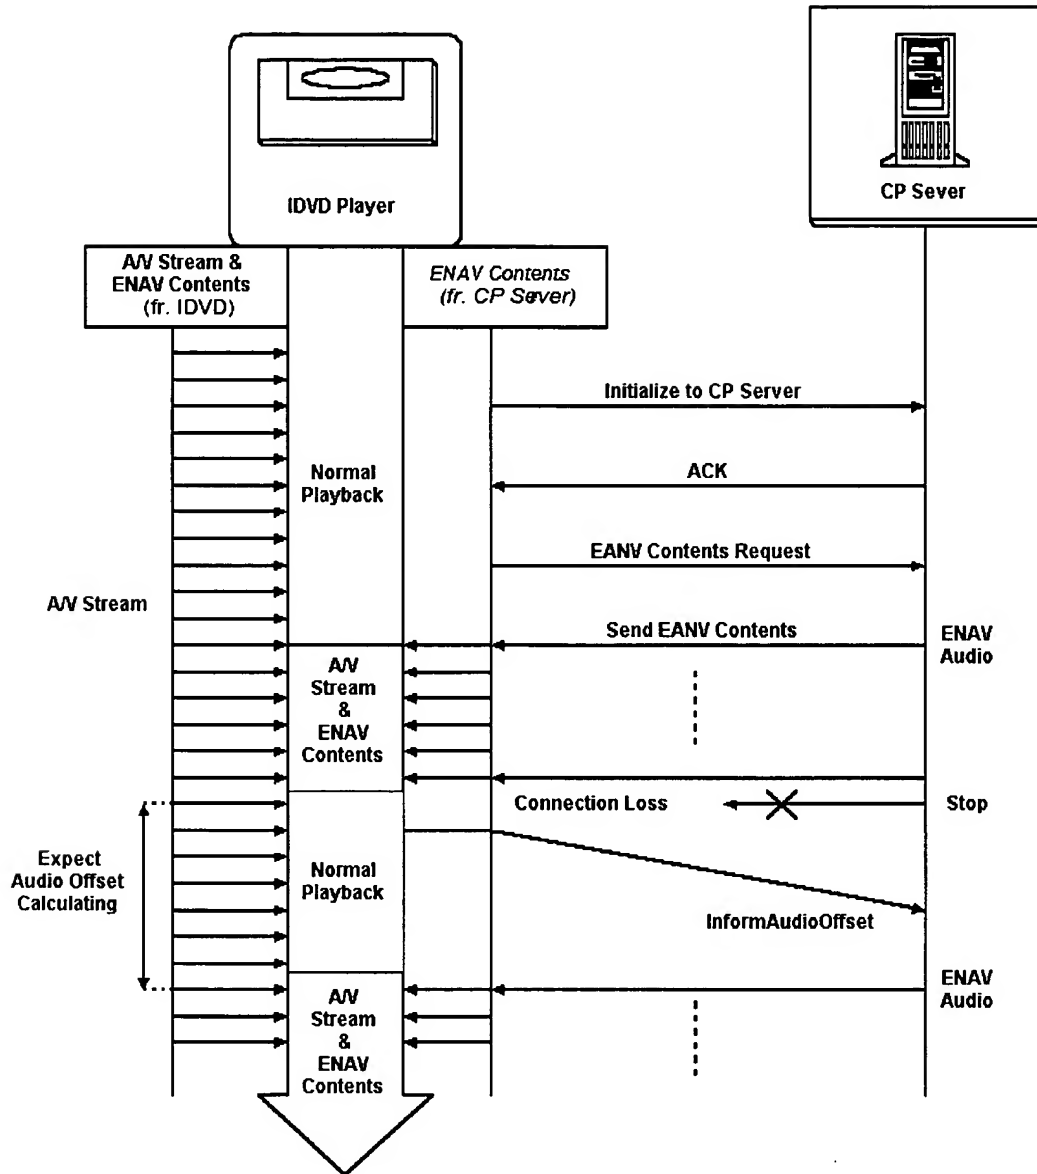 IDVD Player
CP Sever
A/V Stream &
ENAV Contents
(fr. IDVD)
ENAV Contents
(fr. CP Sever)
Initialize to CP Server
Normal
Playback
ACK
EANV Contents Request
A/V Stream
Send EANV Contents
ENAV
Audio
A/V
Stream
&
ENAV
Contents
Connection Loss
Stop
Expect
Audio Offset
Calculating
Normal
Playback
InformAudioOffset
ENAV
Audio
A/V
Stream
&
ENAV
Contents